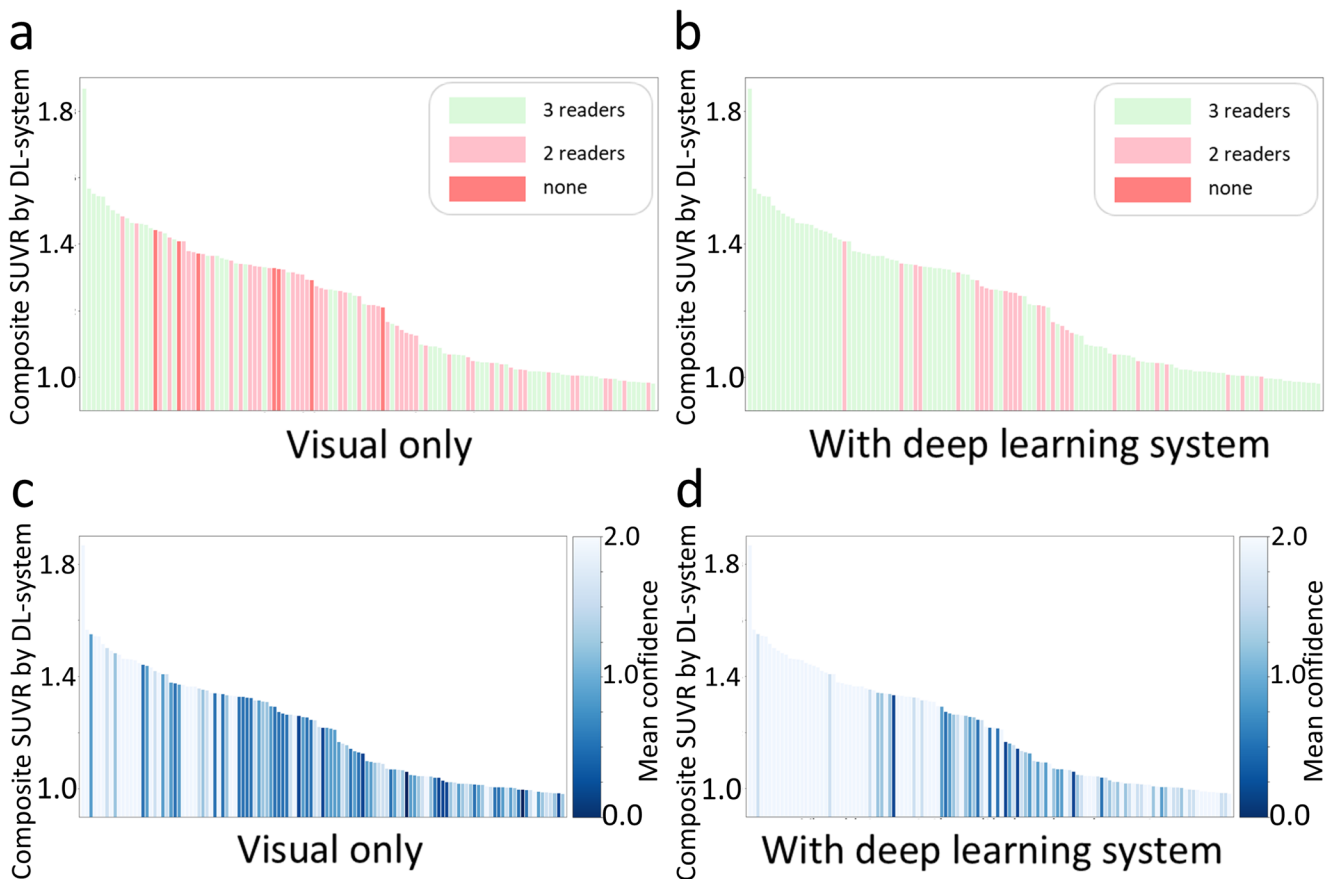 a
Composite SUVR by DL-system
1.8
1.4
1.0
3 readers
2 readers
none
Visual only
b
Composite SUVR by DL-system
1.8
1.4
1.0
3 readers
2 readers
none
With deep learning system
c
Composite SUVR by DL-system
1.8
1.4
1.0
2.0
1.0
0.0
Mean confidence
Visual only
d
Composite SUVR by DL-system
1.8
1.4
1.0
2.0
1.0
0.0
Mean confidence
With deep learning system